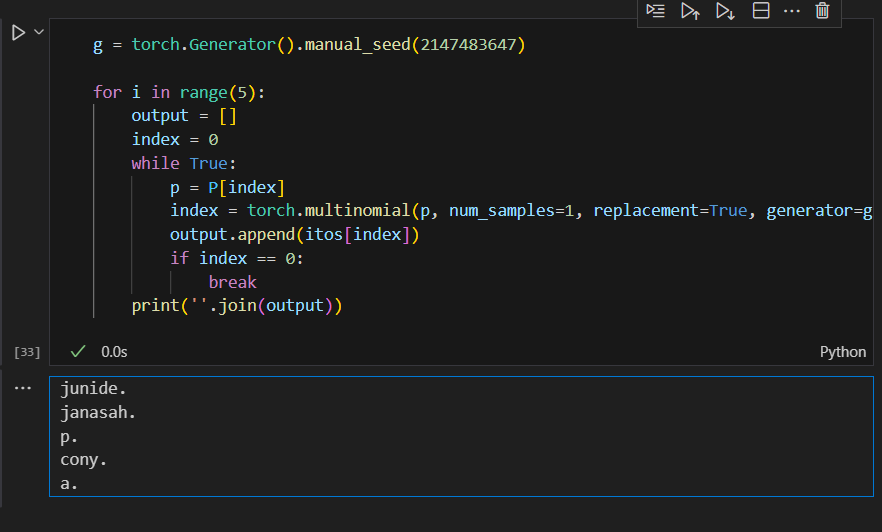 g = torch.Generator().manual_seed(2147483647)
for i in range(5):
output = []
index = 0
while True:
p = P[index]
index = torch.multinomial(p, num_samples=1, replacement=True, generator=g
output.append(itos[index])
if index == 0:
break
print(''.join(output))
[33] 0.0s Python
junide.
janasah.
p.
cony.
a.